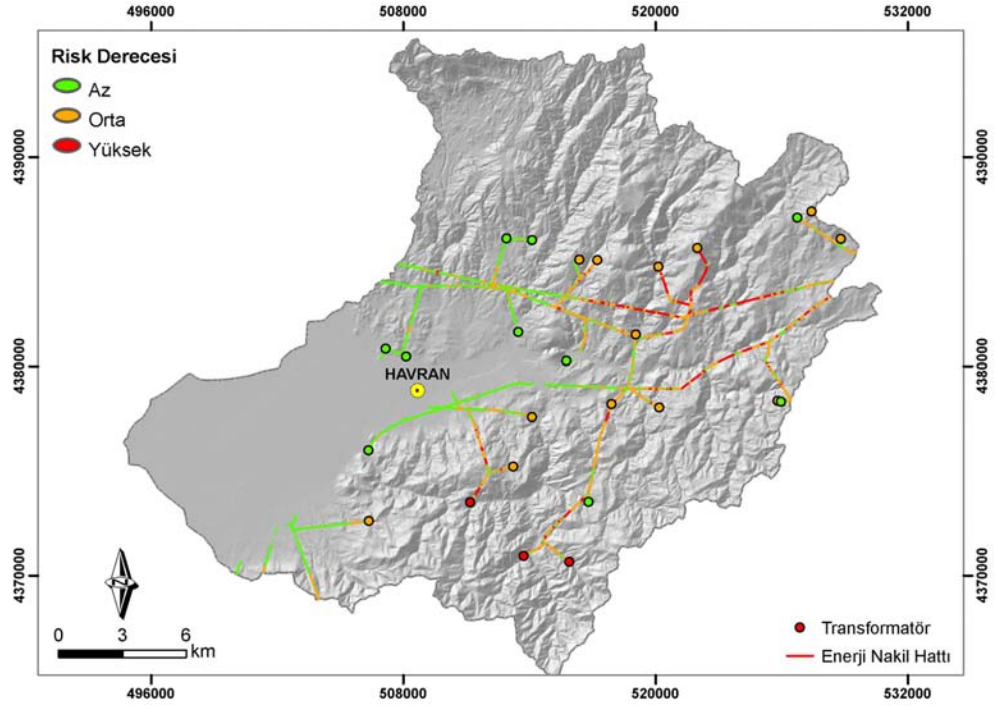 496000 508000 520000 532000
Risk Derecesi
Az
Orta
Yüksek
4390000 4390000
4380000 4380000
HAVRAN
4370000 4370000
N
0 3 6
km
Transformatör
Enerji Nakil Hattı
496000 508000 520000 532000